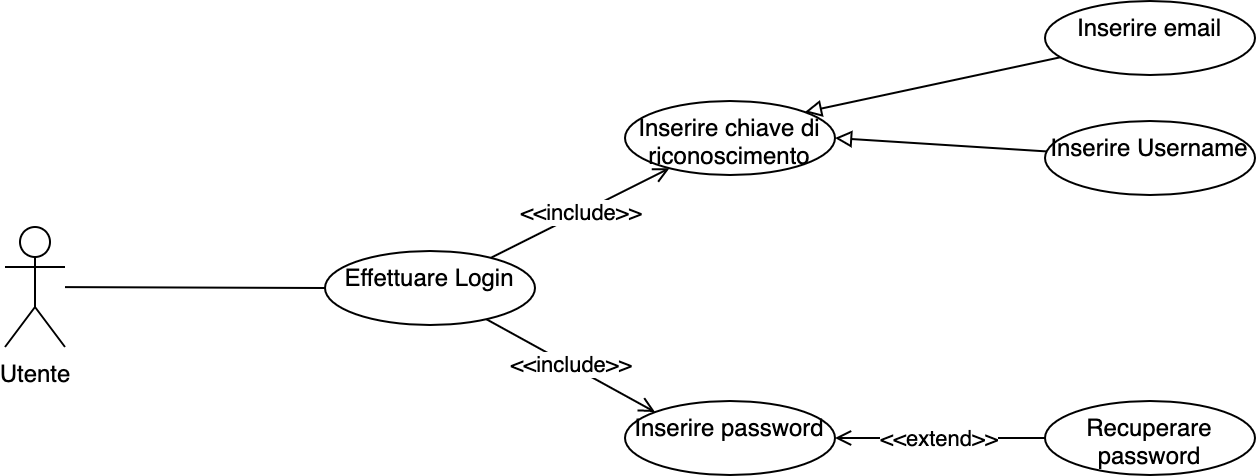 Inserire email
Inserire chiave di
riconoscimento
Inserire Username
<<include>>
Effettuare Login
Utente
<<include>>
Inserire password
<<extend>>
Recuperare
password